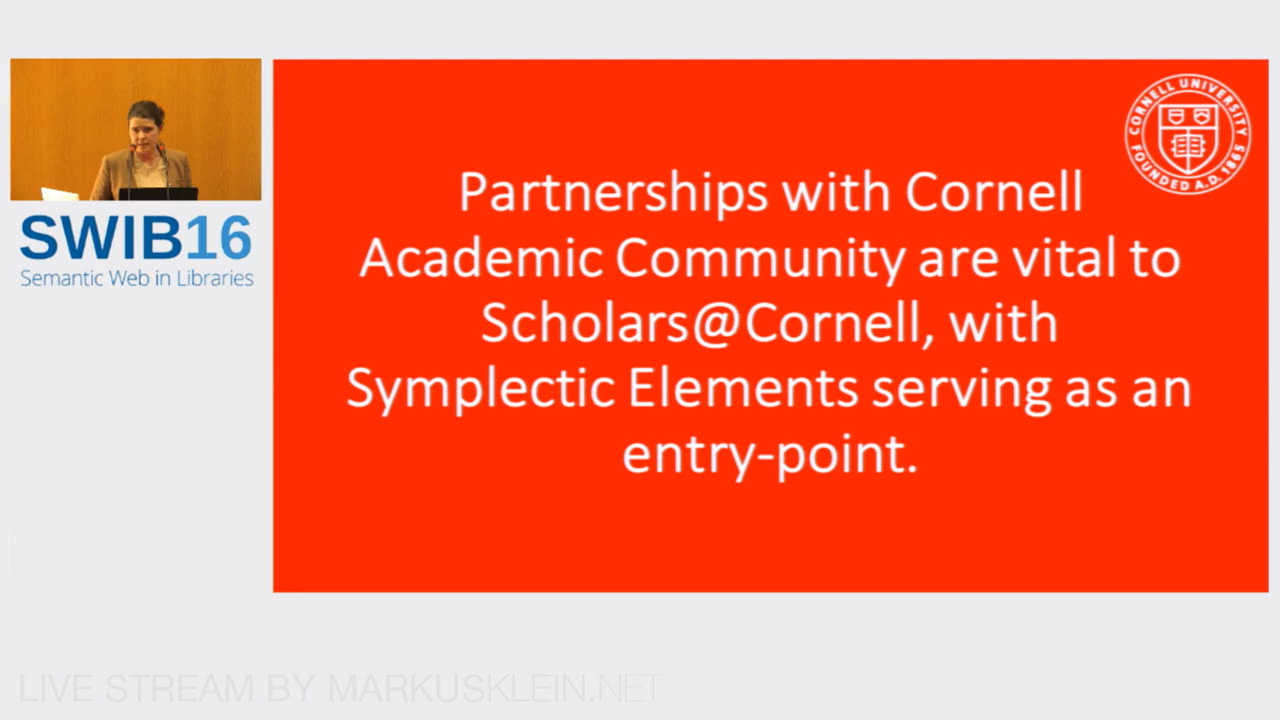 SWIB16
Semantic Web in Libraries
CORNELL UNIVERSITY
FOUNDED A.D. 1865
Partnerships with Cornell
Academic Community are vital to
Scholars@Cornell, with
Symplectic Elements serving as an
entry-point.
LIVE STREAM BY MARKUSKLEIN.NET